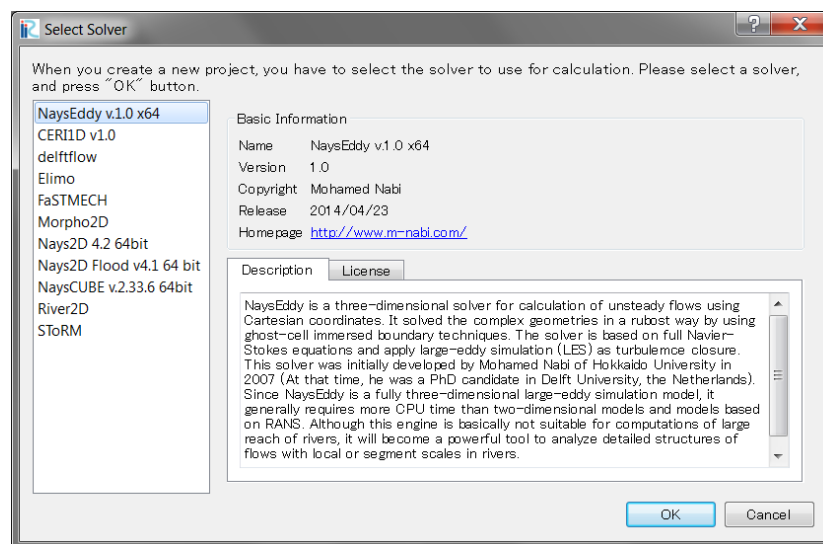 Select Solver
When you create a new project, you have to select the solver to use for calculation. Please select a solver,
and press "OK" button.
NaysEddy v.1.0 x64
CERI1D v1.0
delftflow
Elimo
FaSTMECH
Morpho2D
Nays2D 4.2 64bit
Nays2D Flood v4.1 64 bit
NaysCUBE v.2.33.6 64bit
River2D
SToRM
Basic Information
Name NaysEddy v.1.0 x64
Version 1.0
Copyright Mohamed Nabi
Release 2014/04/23
Homepage http://www.m-nabi.com/
Description License
NaysEddy is a three-dimensional solver for calculation of unsteady flows using
Cartesian coordinates. It solved the complex geometries in a rubost way by using
ghost-cell immersed boundary techniques. The solver is based on full Navier-
Stokes equations and apply large-eddy simulation (LES) as turbulemce closure.
This solver was initially developed by Mohamed Nabi of Hokkaido University in
2007 (At that time, he was a PhD candidate in Delft University, the Netherlands).
Since NaysEddy is a fully three-dimensional large-eddy simulation model, it
generally requires more CPU time than two-dimensional models and models based
on RANS. Although this engine is basically not suitable for computations of large
reach of rivers, it will become a powerful tool to analyze detailed structures of
flows with local or segment scales in rivers.
OK Cancel